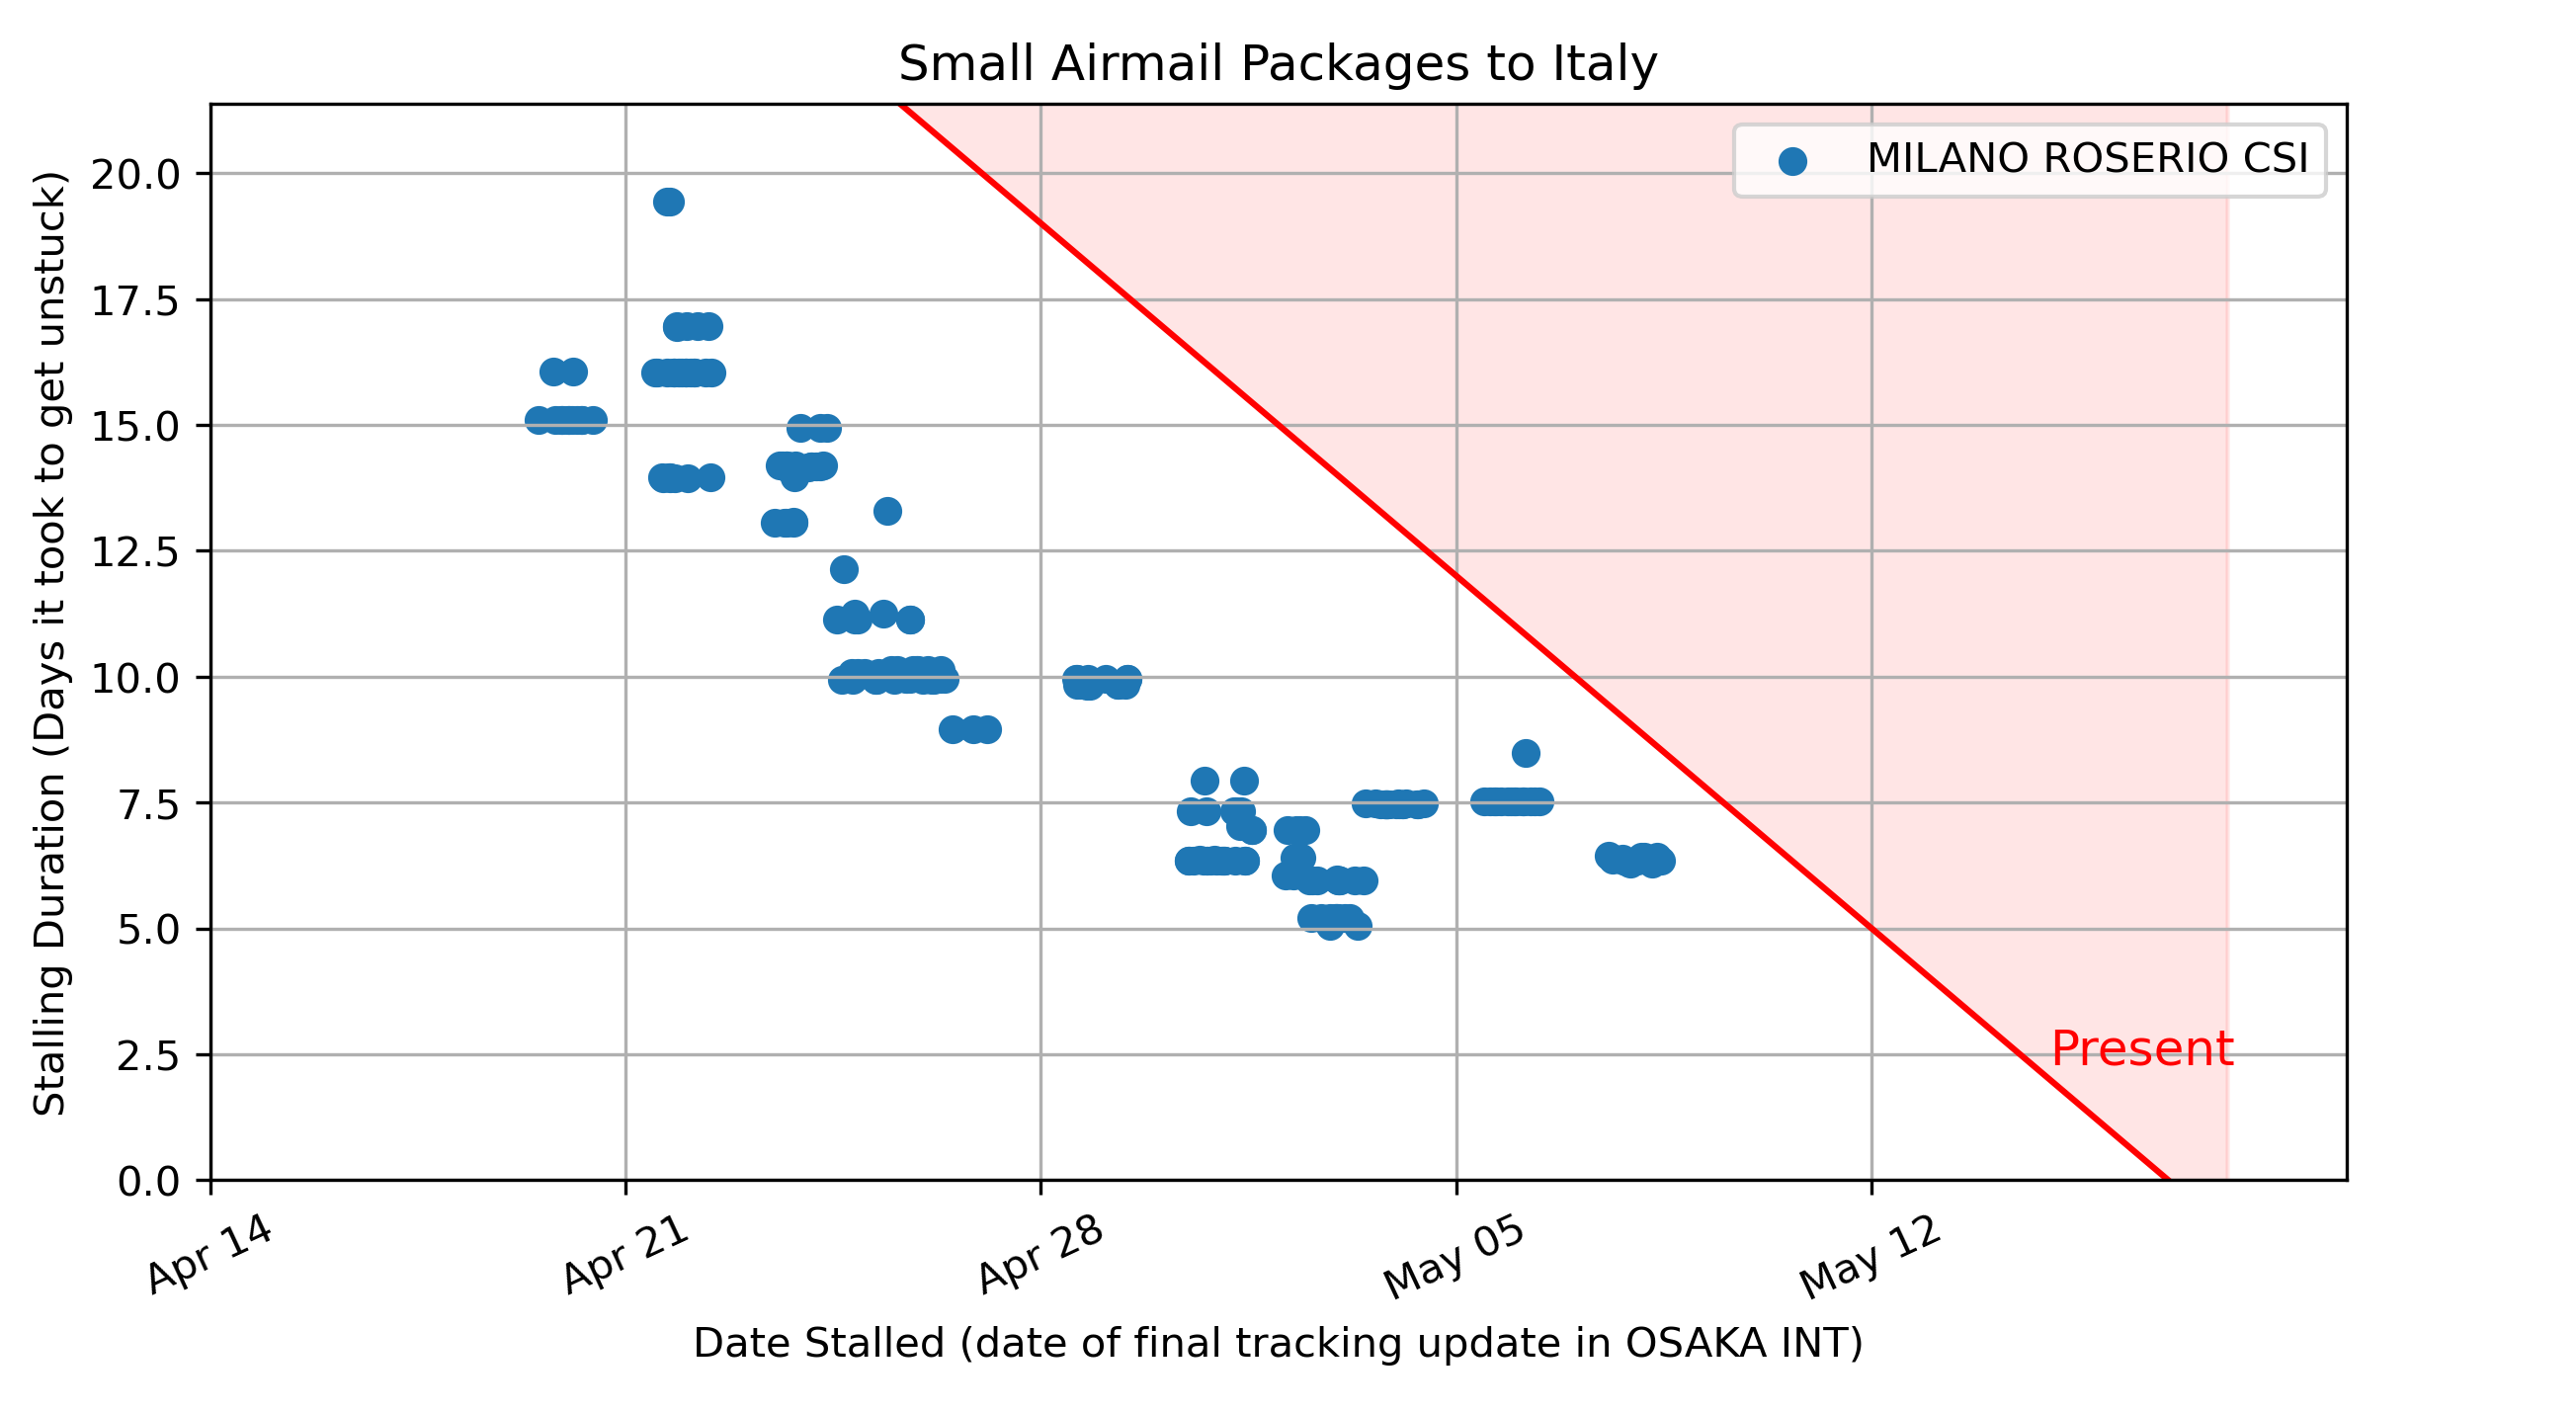 Small Airmail Packages to Italy
MILANO ROSERIO CSI
Stalling Duration (Days it took to get unstuck)
20.0
17.5
15.0
12.5
10.0
7.5
5.0
2.5
0.0
Present
Apr 14
Apr 21
Apr 28
May 05
May 12
Date Stalled (date of final tracking update in OSAKA INT)